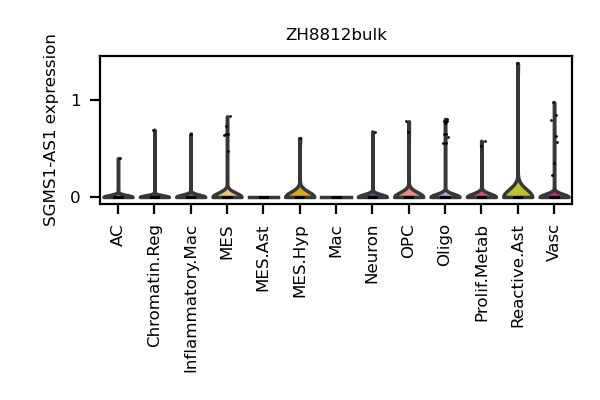 ZH8812bulk
SGMS1-AS1 expression
1
0
AC
Chromatin.Reg
Inflammatory.Mac
MES
MES.Ast
MES.Hyp
Mac
Neuron
OPC
Oligo
Prolif.Metab
Reactive.Ast
Vasc